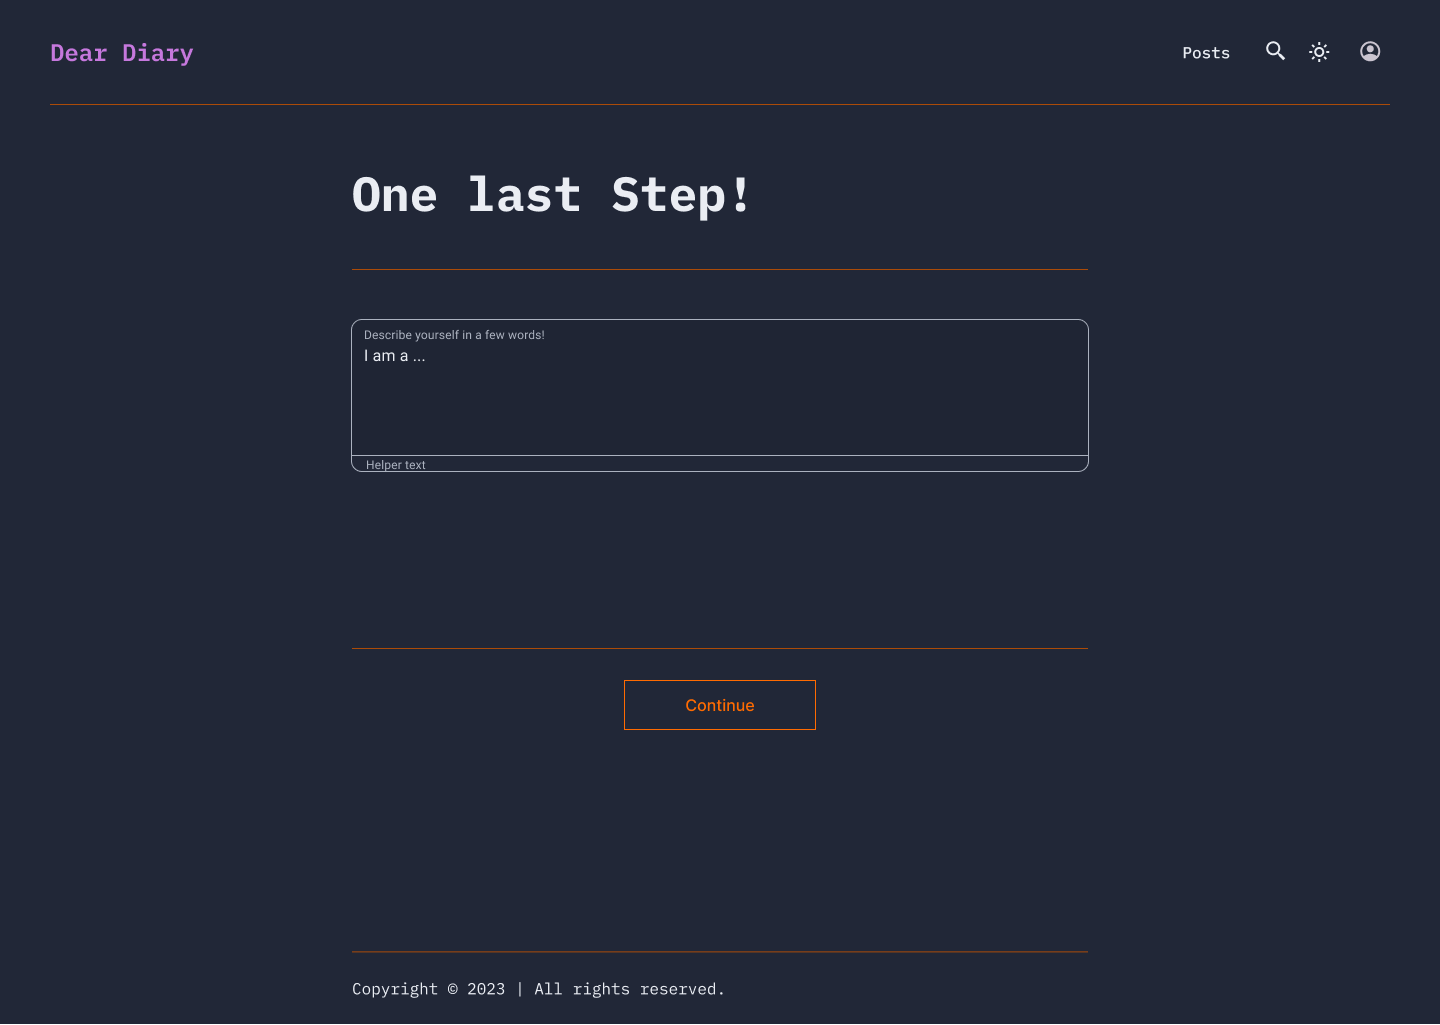 Dear Diary
Posts
One last Step!
Describe yourself in a few words!
I am a ...
Helper text
Continue
Copyright © 2023 | All rights reserved.